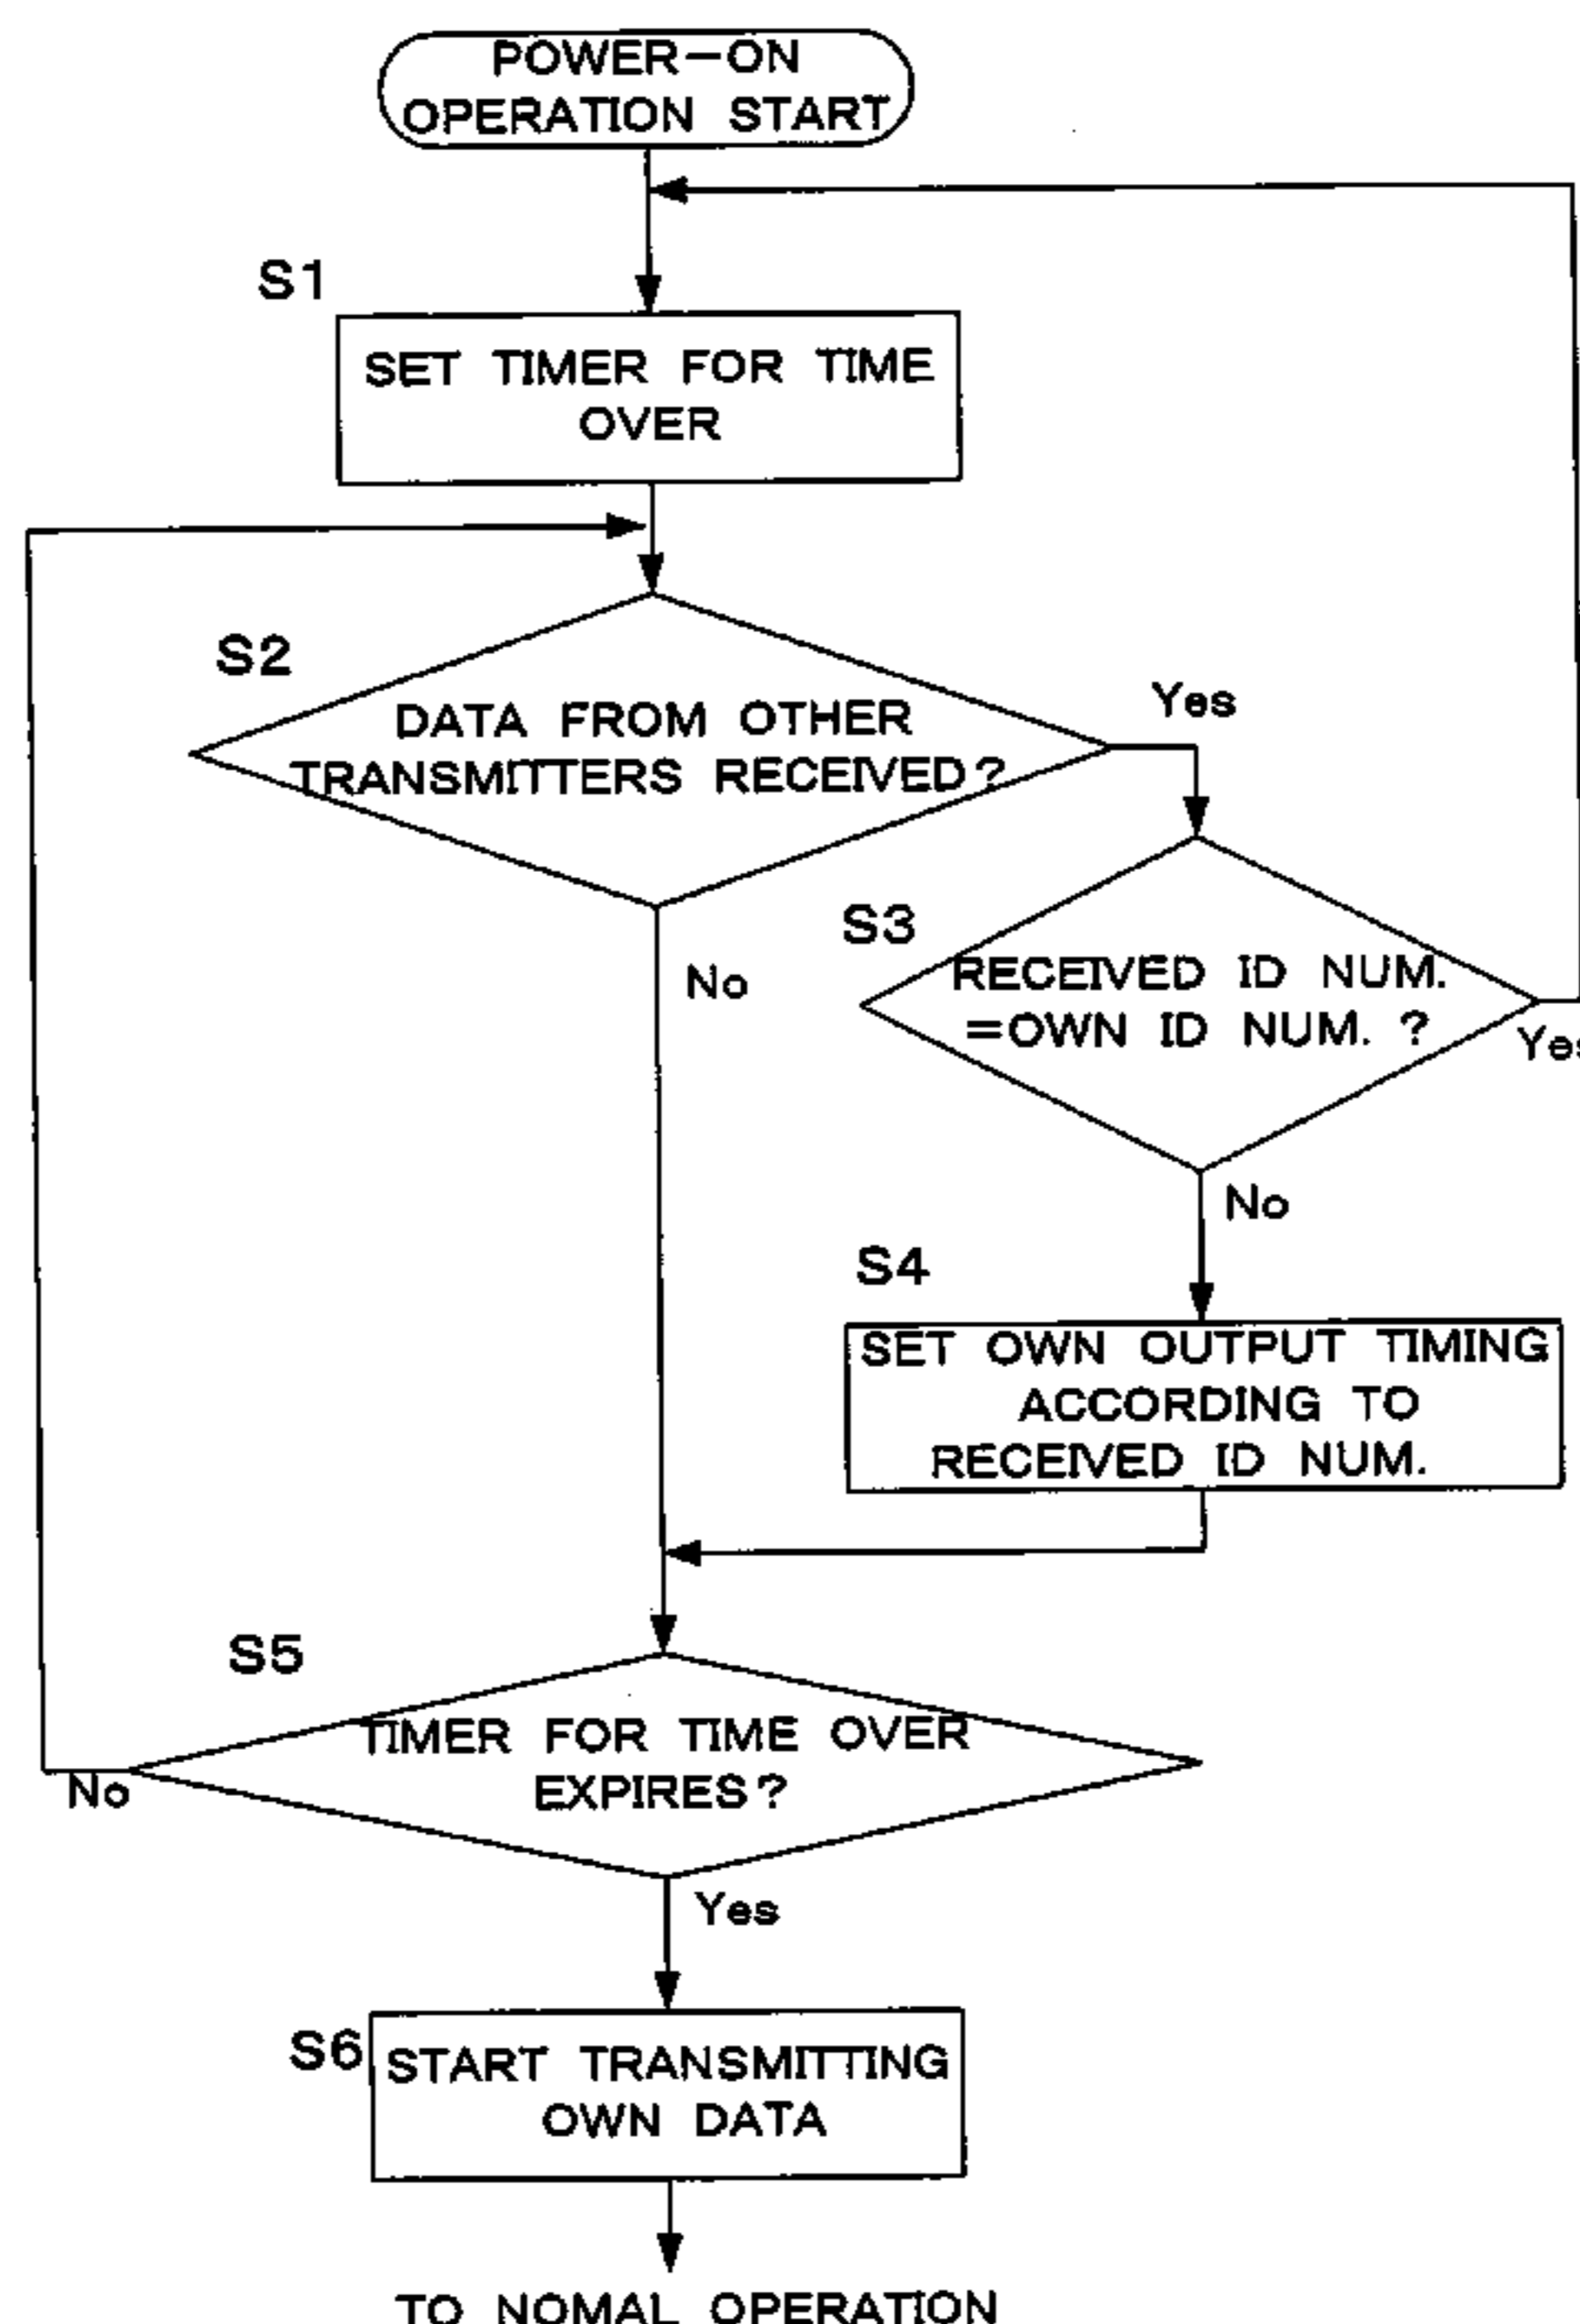 POWER-ON
OPERATION START
S1
SET TIMER FOR TIME
OVER
S2
DATA FROM OTHER
TRANSMITTERS RECEIVED?
Yes
No
S3
RECEIVED ID NUM.
=OWN ID NUM. ?
Yes
No
S4
SET OWN OUTPUT TIMING
ACCORDING TO
RECEIVED ID NUM.
S5
TIMER FOR TIME OVER
EXPIRES?
No
Yes
S6
START TRANSMITTING
OWN DATA
TO NOMAL OPERATION